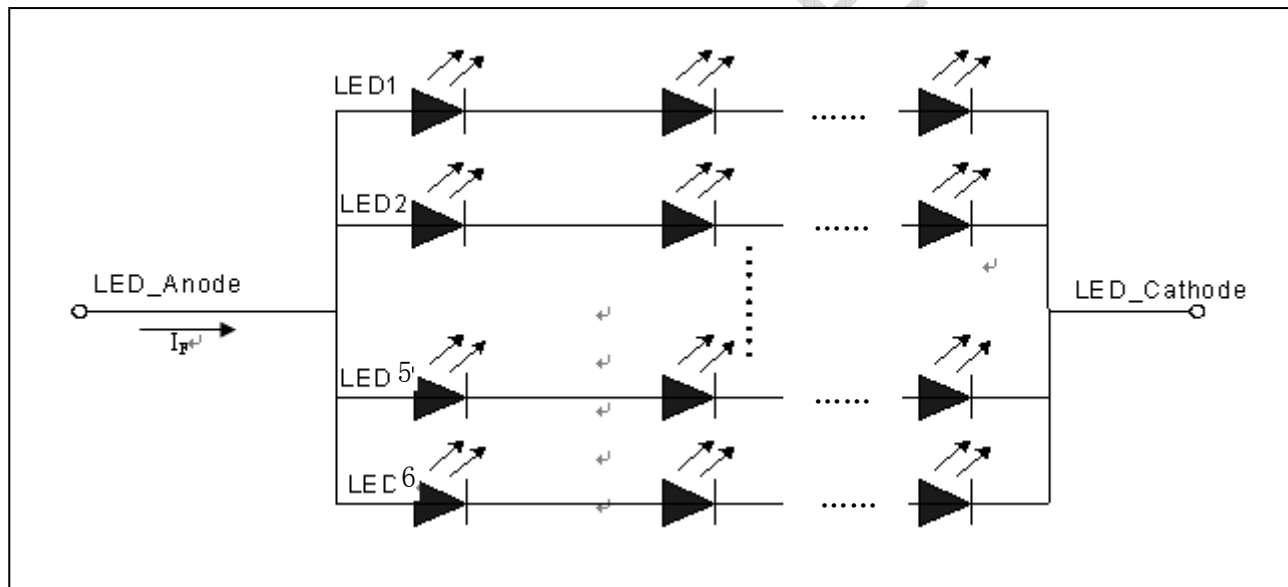 LED1
......
LED2
......
LED_Anode
LED_Cathode
IF↵
LED5
......
LED6
......